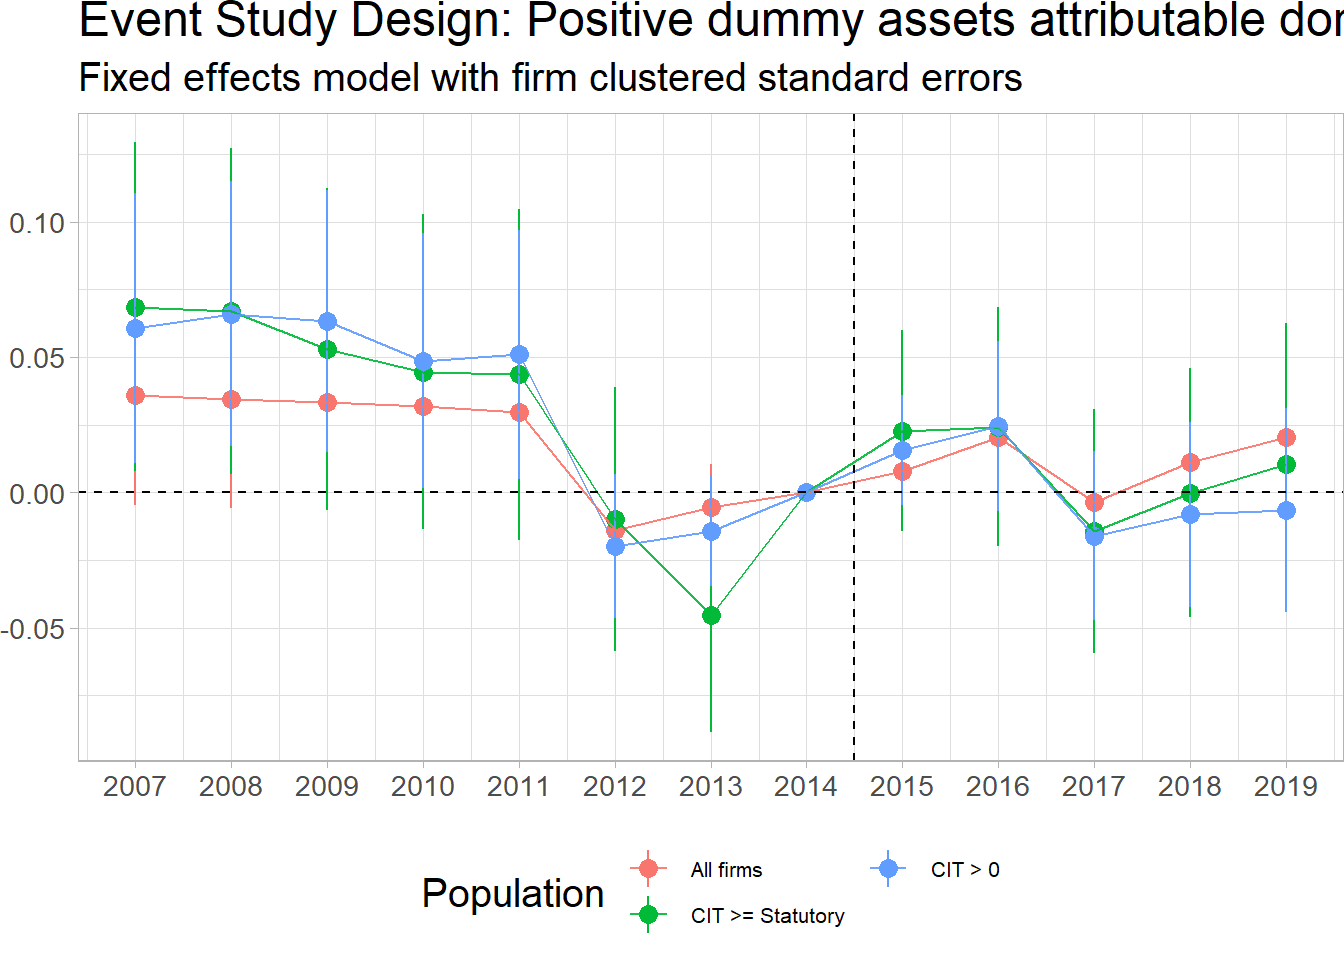 Event Study Design: Positive dummy assets attributable
Fixed effects model with firm clustered standard errors
0.10
0.05
0.00
-0.05
2007 2008 2009 2010 2011 2012 2013 2014 2015 2016 2017 2018 2019
Population
All firms
CIT > 0
CIT >= Statutory